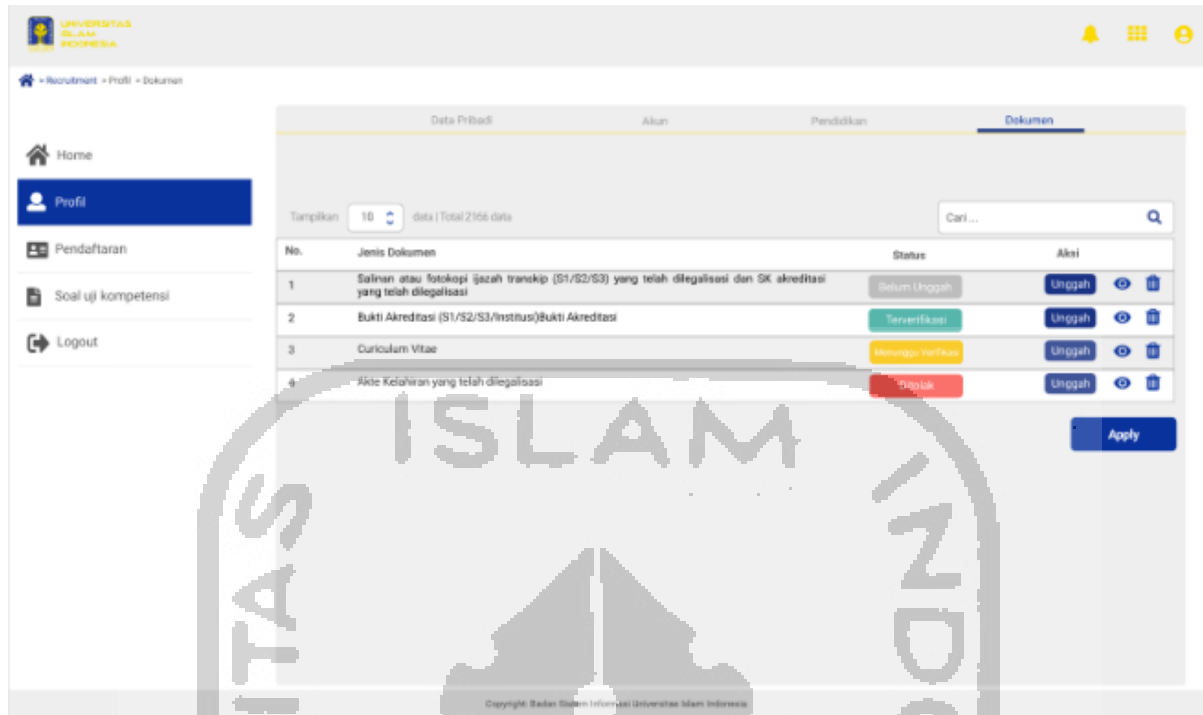 UNIVERSITAS
ISLAM
INDONESIA
» Recruitment » Profil » Dokumen
Data Pribadi Akun Pendidikan Dokumen
Home
Profil
Pendaftaran
Soal uji kompetensi
Logout
Tampilkan 10 data | Total 2166 data Cari ...
No. Jenis Dokumen Status Aksi
1 Salinan atau fotokopi ijazah transkip (S1/S2/S3) yang telah dilegalisasi dan SK akreditasi Belum Unggah Unggah
yang telah dilegalisasi
2 Bukti Akreditasi (S1/S2/S3/Institusi)Bukti Akreditasi Terverifikasi Unggah
3 Curiculum Vitae Menunggu Verifikasi Unggah
4 Akte Kelahiran yang telah dilegalisasi Ditolak Unggah
Apply
ISLAM
ITAS
INDO
Copyright Badan Sistem Informasi Universitas Islam Indonesia